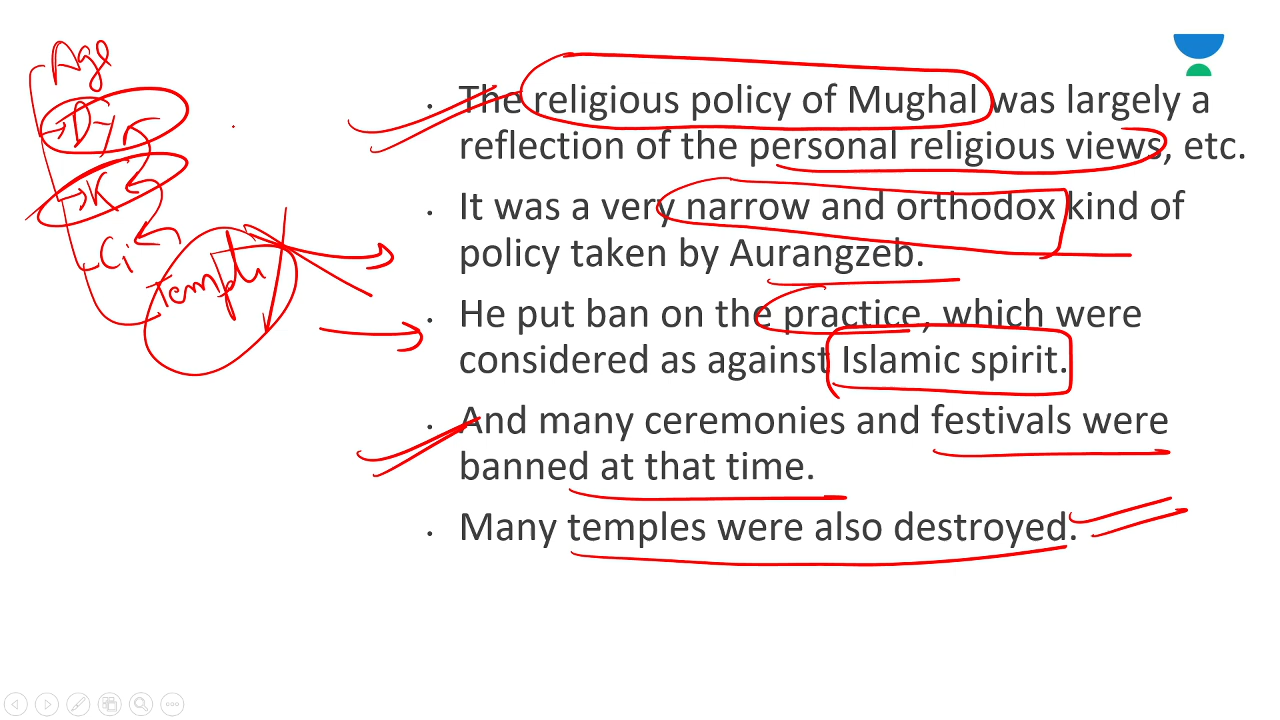 Age
• The religious policy of Mughal was largely a
reflection of the personal religious views, etc.
• It was a very narrow and orthodox kind of
policy taken by Aurangzeb.
• He put ban on the practice, which were
considered as against Islamic spirit.
• And many ceremonies and festivals were
banned at that time.
• Many temples were also destroyed.